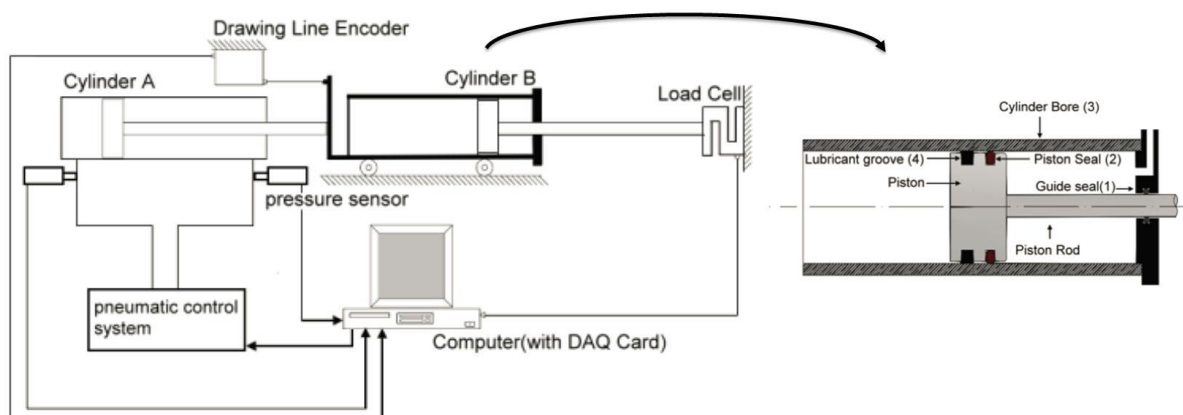 Drawing Line Encoder
Cylinder A
Cylinder B
Load Cell
pressure sensor
pneumatic control
system
Computer(with DAQ Card)
Cylinder Bore (3)
Lubricant groove (4)
Piston Seal (2)
Piston
Guide seal(1)
Piston Rod